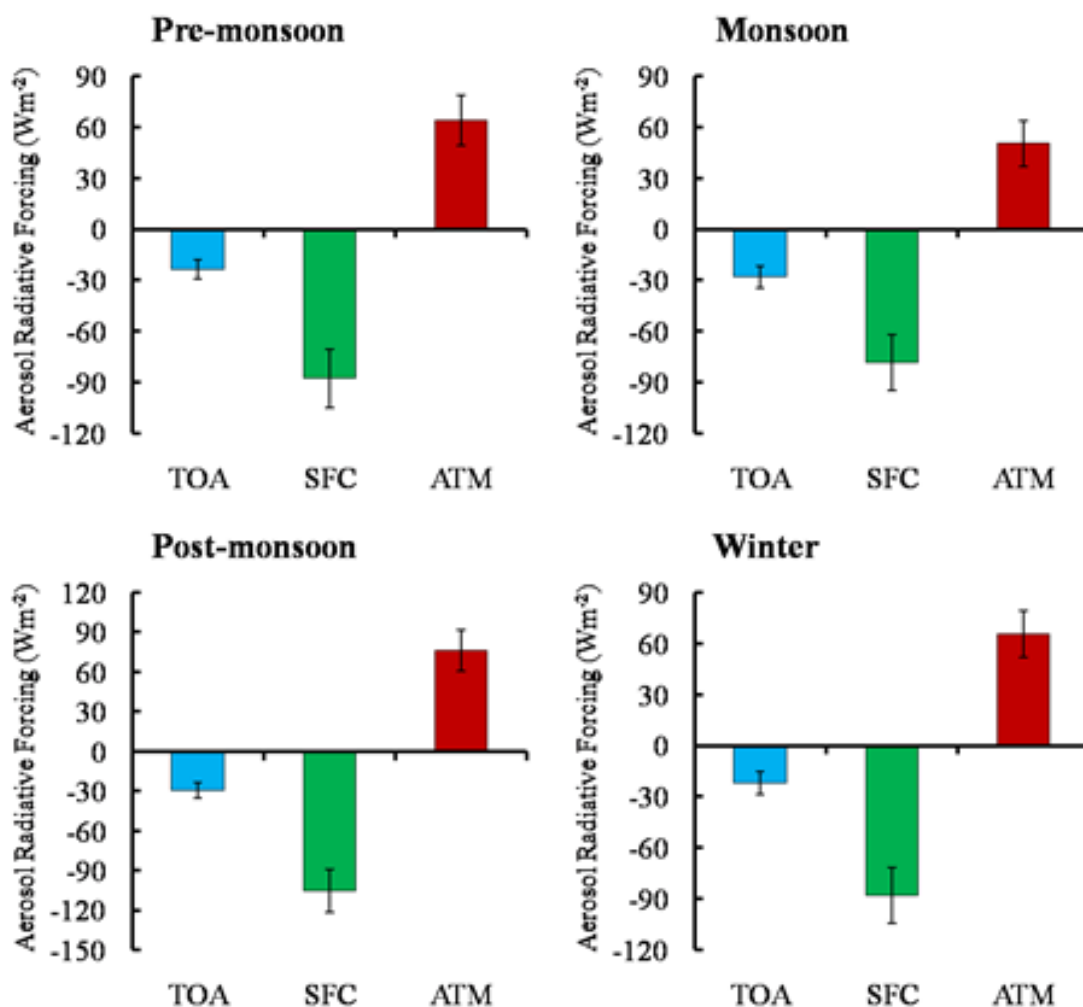 Pre-monsoon
Aerosol Radiative Forcing (Wm-2)
90
60
30
0
-30
-60
-90
-120
TOA SFC ATM
Monsoon
Aerosol Radiative Forcing (Wm-2)
90
60
30
0
-30
-60
-90
-120
TOA SFC ATM
Post-monsoon
Aerosol Radiative Forcing (Wm-2)
120
90
60
30
0
-30
-60
-90
-120
-150
TOA SFC ATM
Winter
Aerosol Radiative Forcing (Wm-2)
90
60
30
0
-30
-60
-90
-120
TOA SFC ATM